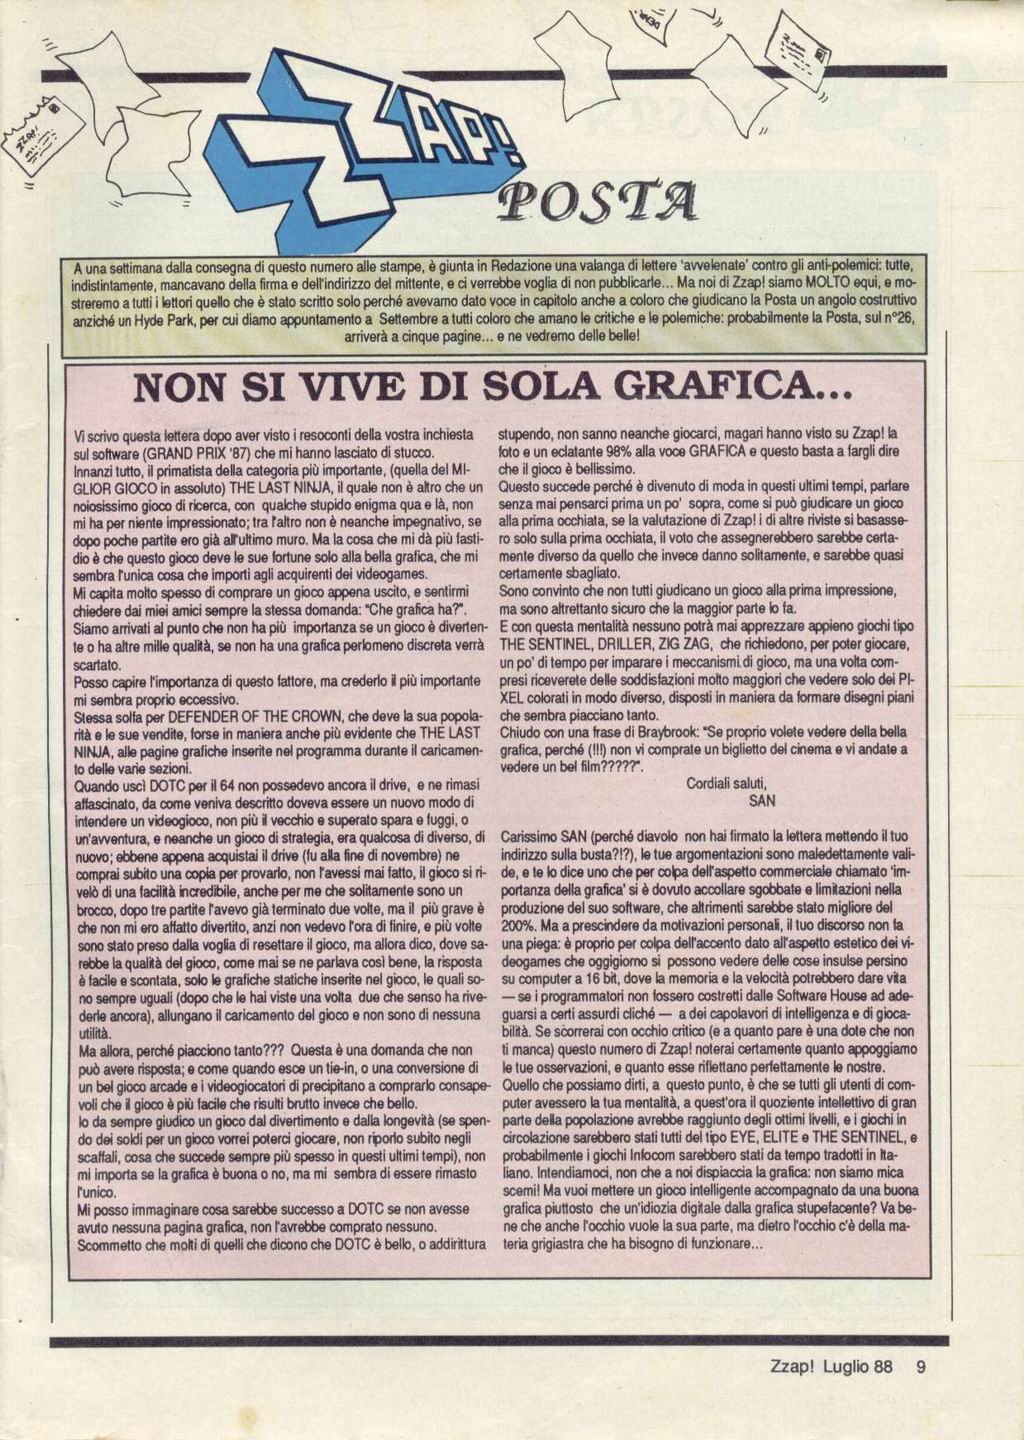 ZZAP!
DEAR
ZZAP!
POSTA
A una settimana dalla consegna di questo numero alle stampe, è giunta in Redazione una valanga di lettere 'avvelenate' contro gli anti-polemici: tutte,
indistintamente, mancavano della firma e dell'indirizzo del mittente, e ci verrebbe voglia di non pubblicarle... Ma noi di Zzap! siamo MOLTO equi, e mo-
streremo a tutti i lettori quello che è stato scritto solo perché avevamo dato voce in capitolo anche a coloro che giudicano la Posta un angolo costruttivo
anziché un Hyde Park, per cui diamo appuntamento a Settembre a tutti coloro che amano le critiche e le polemiche: probabilmente la Posta, sul n°26,
arriverà a cinque pagine... e ne vedremo delle belle!
NON SI VIVE DI SOLA GRAFICA...
Vi scrivo questa lettera dopo aver visto i resoconti della vostra inchiesta
sul software (GRAND PRIX '87) che mi hanno lasciato di stucco.
Innanzi tutto, il primatista della categoria più importante, (quella del MI-
GLIOR GIOCO in assoluto) THE LAST NINJA, il quale non è altro che un
noiosissimo gioco di ricerca, con qualche stupido enigma qua e là, non
mi ha per niente impressionato; tra l'altro non è neanche impegnativo, se
dopo poche partite ero già all'ultimo muro. Ma la cosa che mi dà più fasti-
dio è che questo gioco deve le sue fortune solo alla bella grafica, che mi
sembra l'unica cosa che importi agli acquirenti dei videogames.
Mi capita molto spesso di comprare un gioco appena uscito, e sentirmi
chiedere dai miei amici sempre la stessa domanda: "Che grafica ha?".
Siamo arrivati al punto che non ha più importanza se un gioco è diverten-
te o ha altre mille qualità, se non ha una grafica perlomeno discreta verrà
scartato.
Posso capire l'importanza di questo fattore, ma crederlo il più importante
mi sembra proprio eccessivo.
Stessa solfa per DEFENDER OF THE CROWN, che deve la sua popola-
rità e le sue vendite, forse in maniera anche più evidente che THE LAST
NINJA, alle pagine grafiche inserite nel programma durante il caricamen-
to delle varie sezioni.
Quando uscì DOTC per il 64 non possedevo ancora il drive, e ne rimasi
affascinato, da come veniva descritto doveva essere un nuovo modo di
intendere un videogioco, non più il vecchio e superato spara e fuggi, o
un'avventura, e neanche un gioco di strategia, era qualcosa di diverso, di
nuovo; ebbene appena acquistai il drive (fu alla fine di novembre) ne
comprai subito una copia per provarlo, non l'avessi mai fatto, il gioco si ri-
velò di una facilità incredibile, anche per me che solitamente sono un
brocco, dopo tre partite l'avevo già terminato due volte, ma il più grave è
che non mi ero affatto divertito, anzi non vedevo l'ora di finire, e più volte
sono stato preso dalla voglia di resettare il gioco, ma allora dico, dove sa-
rebbe la qualità del gioco, come mai se ne parlava così bene, la risposta
è facile e scontata, solo le grafiche statiche inserite nel gioco, le quali so-
no sempre uguali (dopo che le hai viste una volta due che senso ha rive-
derle ancora), allungano il caricamento del gioco e non sono di nessuna
utilità.
Ma allora, perché piacciono tanto??? Questa è una domanda che non
può avere risposta; e come quando esce un tie-in, o una conversione di
un bel gioco arcade e i videogiocatori di precipitano a comprarlo consape-
voli che il gioco è più facile che risulti brutto invece che bello.
Io da sempre giudico un gioco dal divertimento e dalla longevità (se spen-
do dei soldi per un gioco vorrei poterci giocare, non riporlo subito negli
scaffali, cosa che succede sempre più spesso in questi ultimi tempi), non
mi importa se la grafica è buona o no, ma mi sembra di essere rimasto
l'unico.
Mi posso immaginare cosa sarebbe successo a DOTC se non avesse
avuto nessuna pagina grafica, non l'avrebbe comprato nessuno.
Scommetto che molti di quelli che dicono che DOTC è bello, o addirittura
stupendo, non sanno neanche giocarci, magari hanno visto su Zzap! la
foto e un eclatante 98% alla voce GRAFICA e questo basta a fargli dire
che il gioco è bellissimo.
Questo succede perché è divenuto di moda in questi ultimi tempi, parlare
senza mai pensarci prima un po' sopra, come si può giudicare un gioco
alla prima occhiata, se la valutazione di Zzap! i di altre riviste si basasse-
ro solo sulla prima occhiata, il voto che assegnerebbero sarebbe certa-
mente diverso da quello che invece danno solitamente, e sarebbe quasi
certamente sbagliato.
Sono convinto che non tutti giudicano un gioco alla prima impressione,
ma sono altrettanto sicuro che la maggior parte lo fa.
E con questa mentalità nessuno potrà mai apprezzare appieno giochi tipo
THE SENTINEL, DRILLER, ZIG ZAG, che richiedono, per poter giocare,
un po' di tempo per imparare i meccanismi di gioco, ma una volta com-
presi riceverete delle soddisfazioni molto maggiori che vedere solo dei PI-
XEL colorati in modo diverso, disposti in maniera da formare disegni piani
che sembra piacciano tanto.
Chiudo con una frase di Braybrook: "Se proprio volete vedere della bella
grafica, perché (!!!) non vi comprate un biglietto del cinema e vi andate a
vedere un bel film?????".
Cordiali saluti,
SAN
Carissimo SAN (perché diavolo non hai firmato la lettera mettendo il tuo
indirizzo sulla busta?!?), le tue argomentazioni sono maledettamente vali-
de, e te lo dice uno che per colpa dell'aspetto commerciale chiamato 'im-
portanza della grafica' si è dovuto accollare sgobbate e limitazioni nella
produzione del suo software, che altrimenti sarebbe stato migliore del
200%. Ma a prescindere da motivazioni personali, il tuo discorso non fa
una piega: è proprio per colpa dell'accento dato all'aspetto estetico dei vi-
deogames che oggigiorno si possono vedere delle cose insulse persino
su computer a 16 bit, dove la memoria e la velocità potrebbero dare vita
— se i programmatori non fossero costretti dalle Software House ad ade-
guarsi a certi assurdi cliché — a dei capolavori di intelligenza e di gioca-
bilità. Se scorrerai con occhio critico (e a quanto pare è una dote che non
ti manca) questo numero di Zzap! noterai certamente quanto appoggiamo
le tue osservazioni, e quanto esse riflettano perfettamente le nostre.
Quello che possiamo dirti, a questo punto, è che se tutti gli utenti di com-
puter avessero la tua mentalità, a quest'ora il quoziente intellettivo di gran
parte della popolazione avrebbe raggiunto degli ottimi livelli, e i giochi in
circolazione sarebbero stati tutti del tipo EYE, ELITE e THE SENTINEL, e
probabilmente i giochi Infocom sarebbero stati da tempo tradotti in Ita-
liano. Intendiamoci, non che a noi dispiaccia la grafica: non siamo mica
scemi! Ma vuoi mettere un gioco intelligente accompagnato da una buona
grafica piuttosto che un'idiozia digitale dalla grafica stupefacente? Va be-
ne che anche l'occhio vuole la sua parte, ma dietro l'occhio c'è della ma-
teria grigiastra che ha bisogno di funzionare...
Zzap! Luglio 88 9